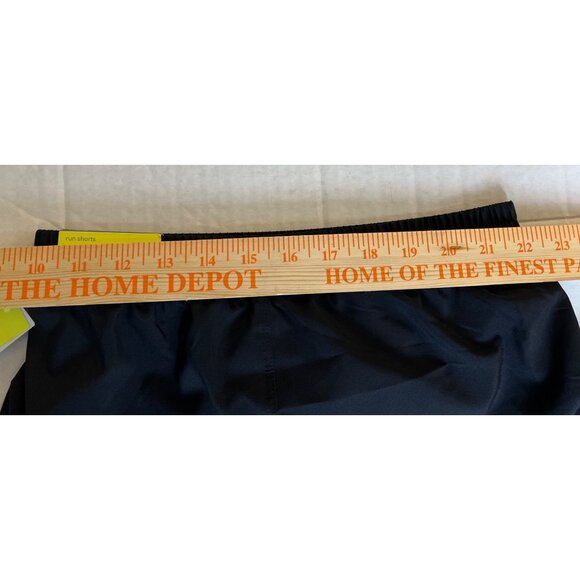 run shorts
10 11 12 13 14 15 16 17 18 19 20 21 22 23
THE HOME DEPOT HOME OF THE FINEST PA